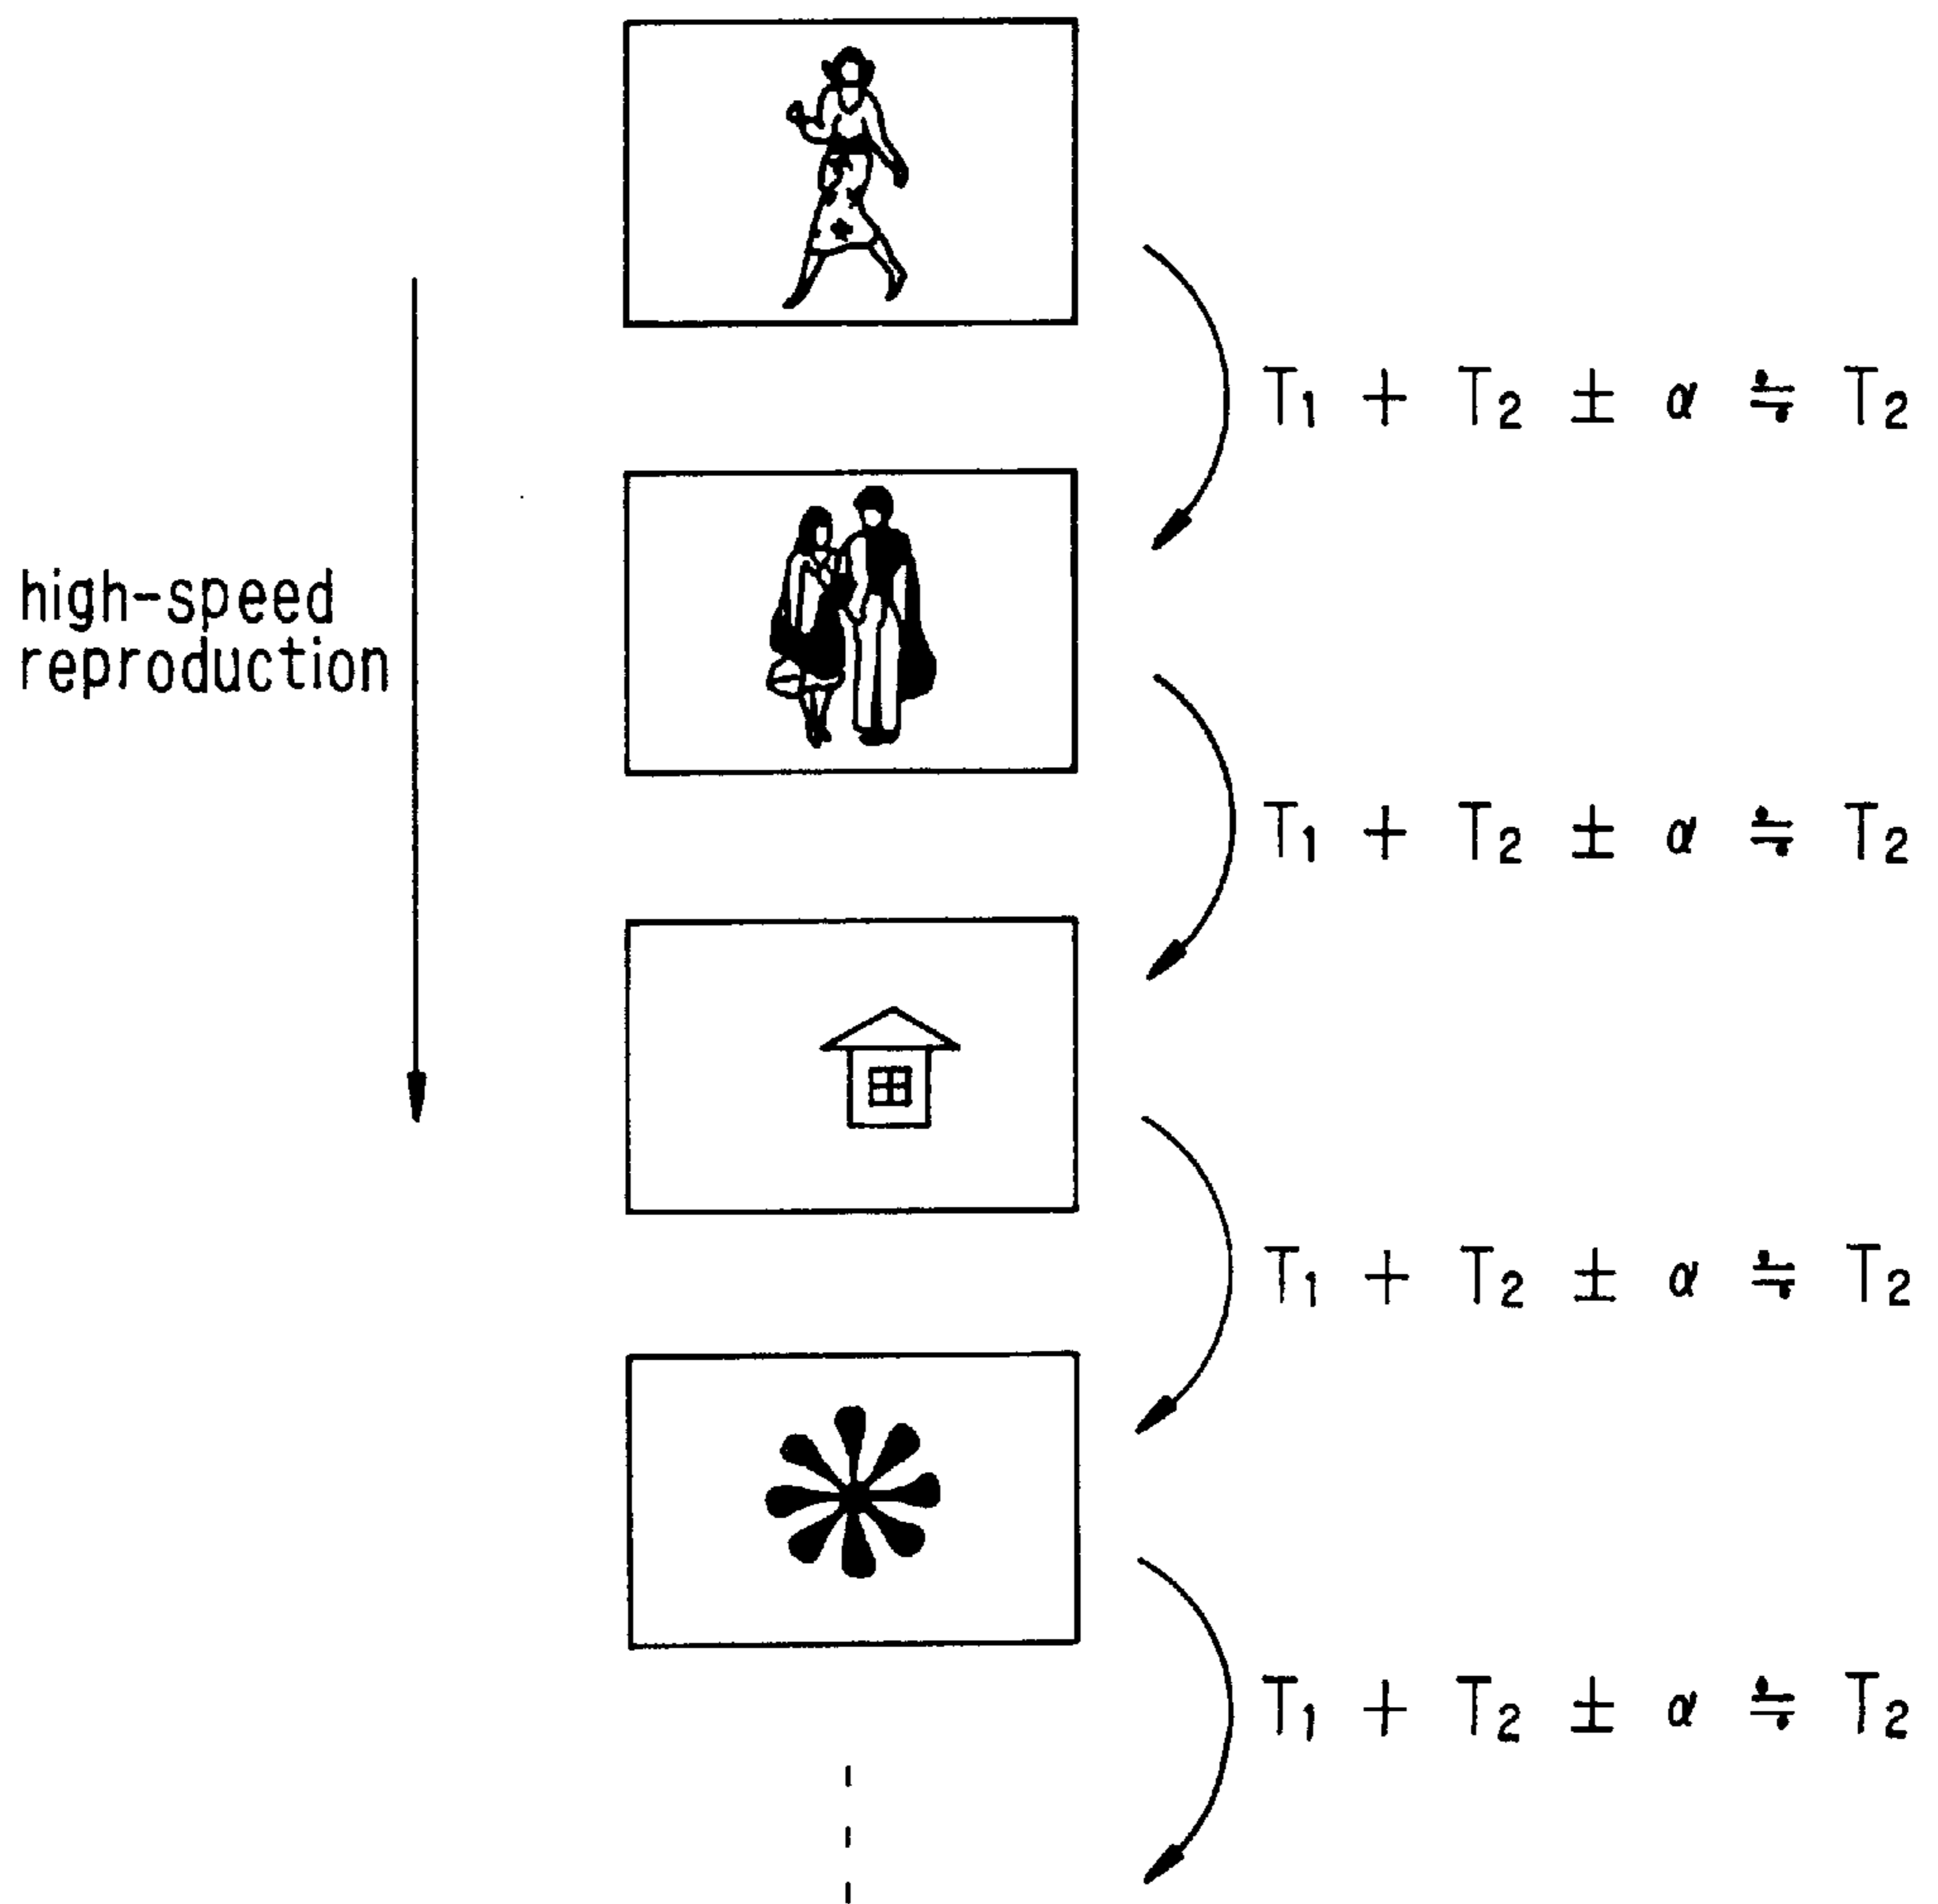 T₁ + T₂ ± α ≒ T₂
high-speed
reproduction
T₁ + T₂ ± α ≒ T₂
T₁ + T₂ ± α ≒ T₂
T₁ + T₂ ± α ≒ T₂